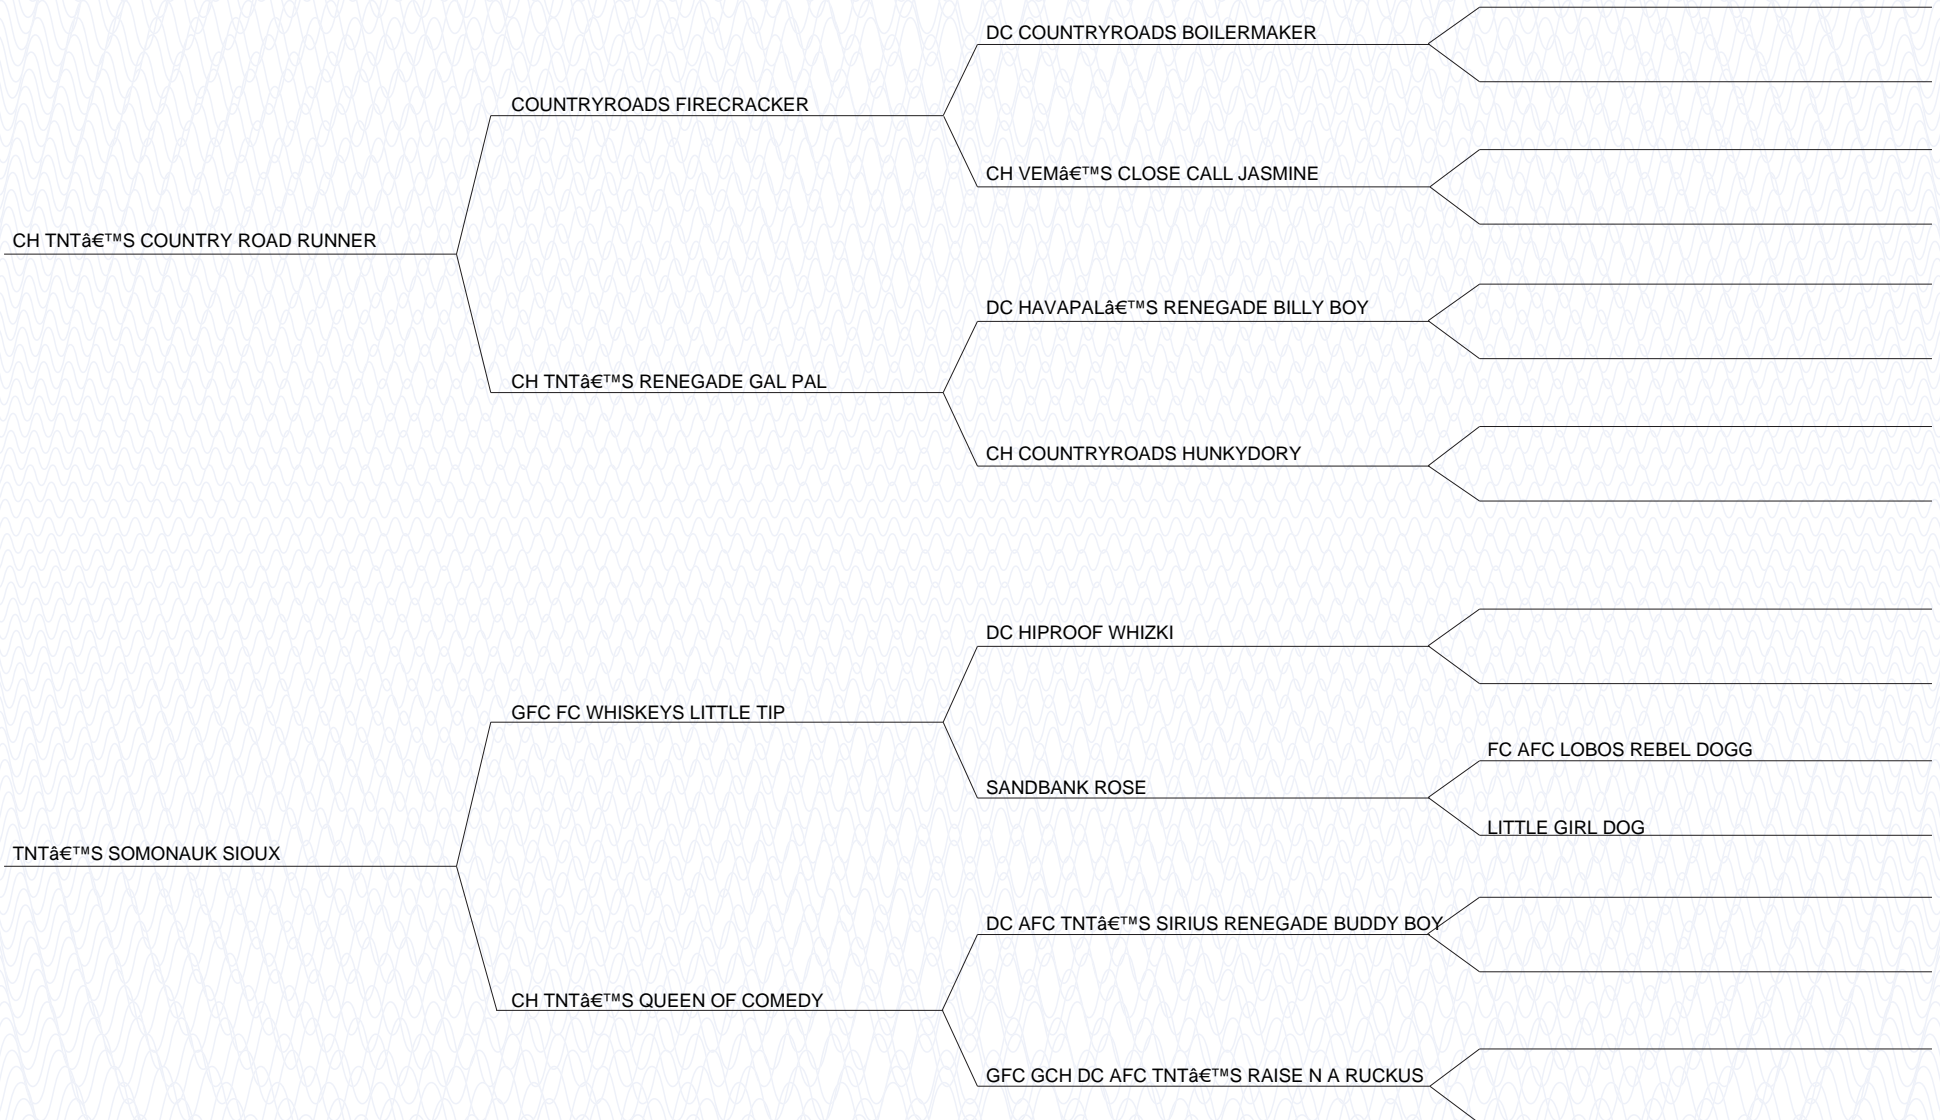 DC COUNTRYROADS BOILERMAKER
COUNTRYROADS FIRECRACKER
CH VEMâ€™S CLOSE CALL JASMINE
CH TNTâ€™S COUNTRY ROAD RUNNER
DC HAVAPALâ€™S RENEGADE BILLY BOY
CH TNTâ€™S RENEGADE GAL PAL
CH COUNTRYROADS HUNKYDORY
DC HIPROOF WHIZKI
GFC FC WHISKEYS LITTLE TIP
FC AFC LOBOS REBEL DOGG
SANDBANK ROSE
LITTLE GIRL DOG
TNTâ€™S SOMONAUK SIOUX
DC AFC TNTâ€™S SIRIUS RENEGADE BUDDY BOY
CH TNTâ€™S QUEEN OF COMEDY
GFC GCH DC AFC TNTâ€™S RAISE N A RUCKUS